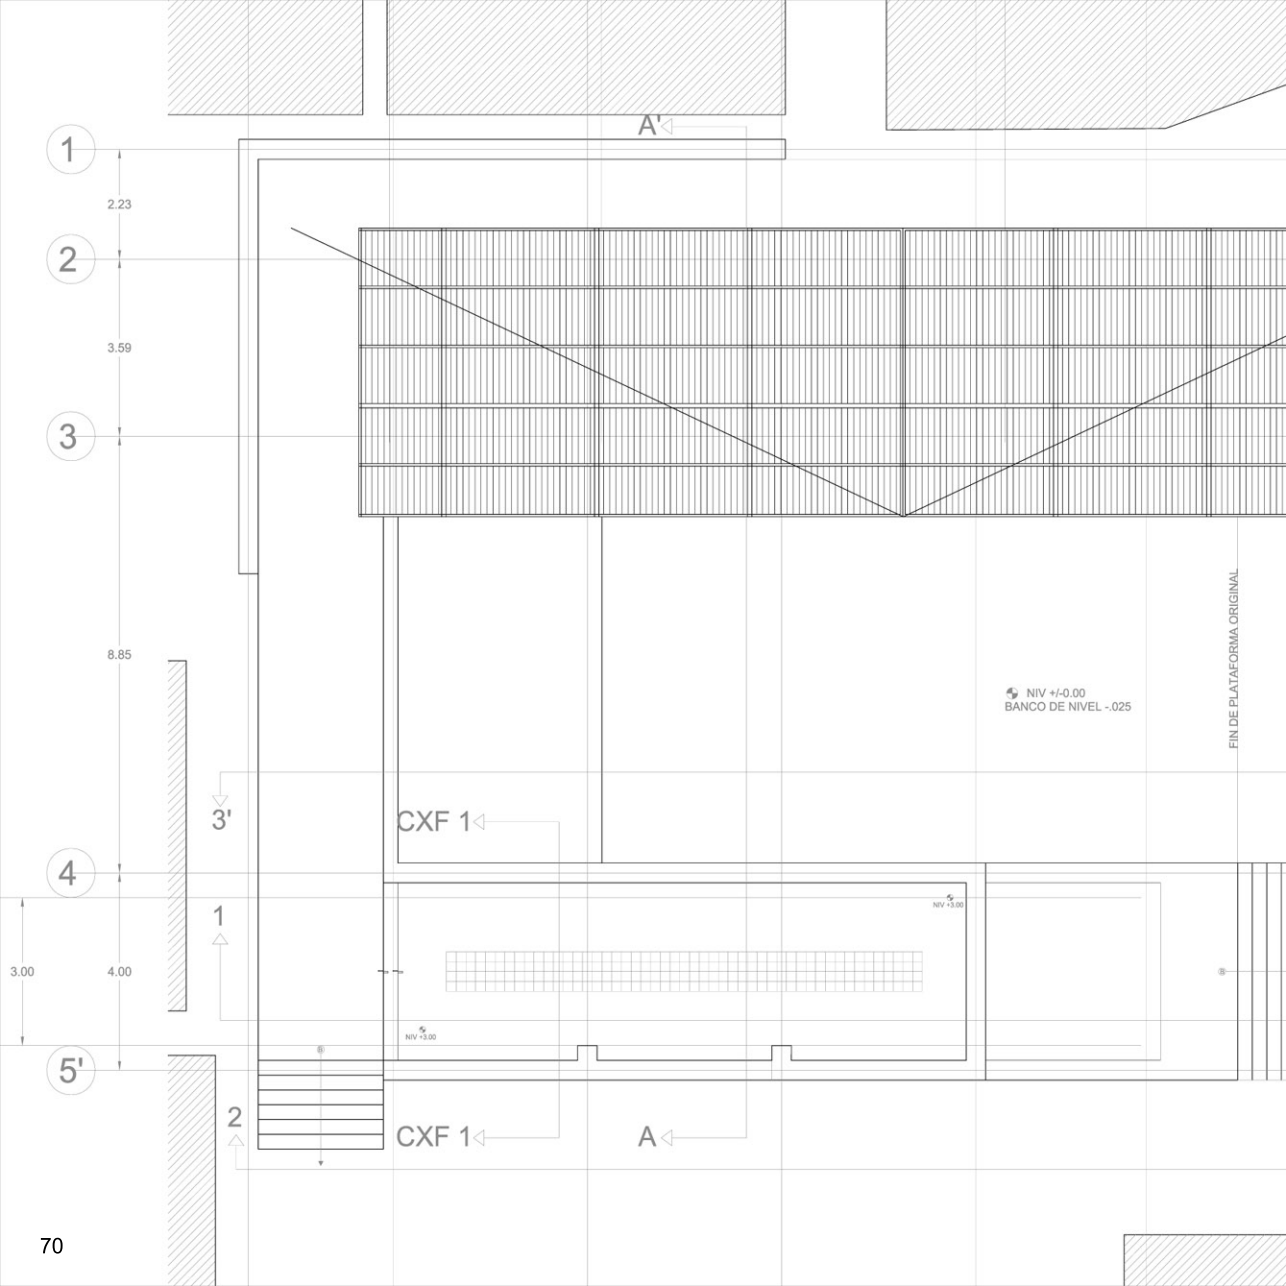 A'
1
2.23
2
3.59
3
8.85
FIN DE PLATAFORMA ORIGINAL
NIV +/-0.00
BANCO DE NIVEL -.025
3'
CXF 1
4
1
NIV +3.00
3.00
4.00
B
NIV +3.00
B
5'
2
CXF 1
A
70